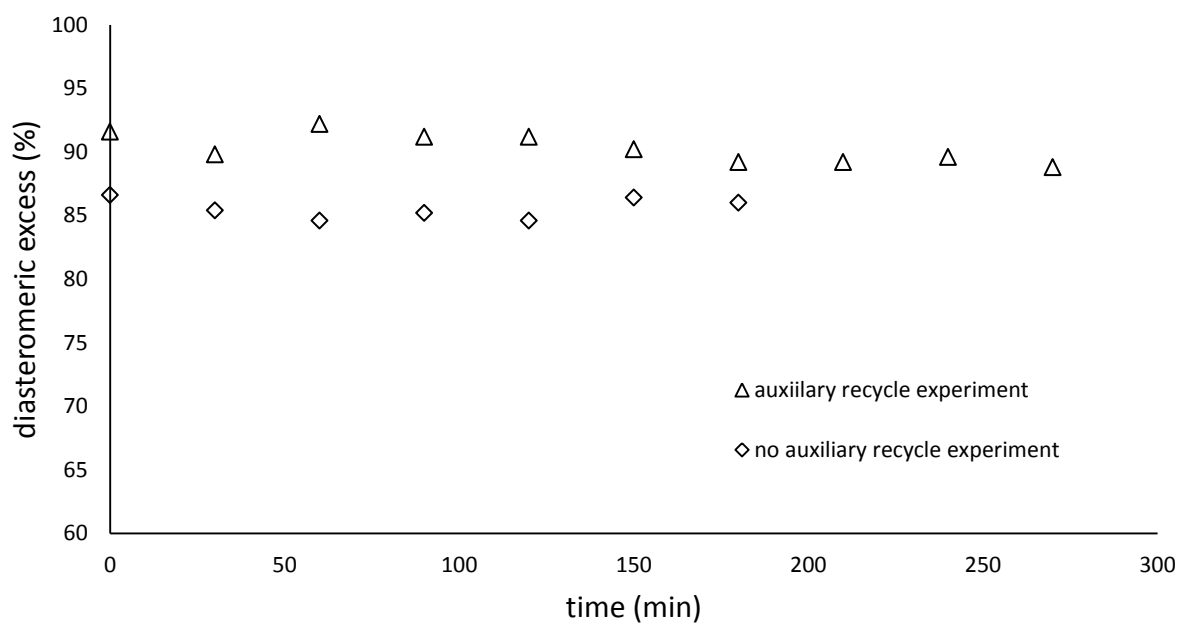 100
95
90
85
80
75
70
65
60
diasteromeric excess (%)
auxiilary recycle experiment
no auxiliary recycle experiment
0 50 100 150 200 250 300
time (min)